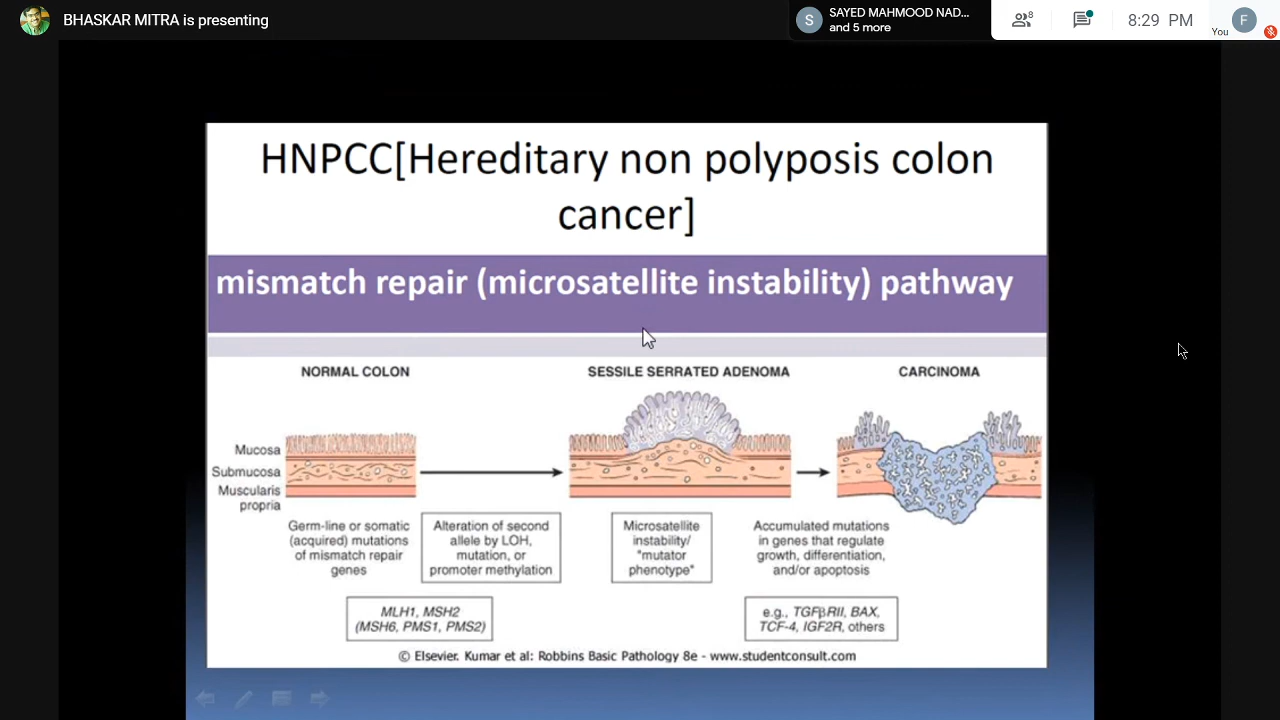 BHASKAR MITRA is presenting
S
SAYED MAHMOOD NAD...
and 5 more
8
8:29 PM
You
F
HNPCC[Hereditary non polyposis colon
cancer]
mismatch repair (microsatellite instability) pathway
NORMAL COLON
SESSILE SERRATED ADENOMA
CARCINOMA
Mucosa
Submucosa
Muscularis
propria
Germ-line or somatic
(acquired) mutations
of mismatch repair
genes
Alteration of second
allele by LOH,
mutation, or
promoter methylation
Microsatellite
instability/
"mutator
phenotype"
Accumulated mutations
in genes that regulate
growth, differentiation,
and/or apoptosis
MLH1, MSH2
(MSH6, PMS1, PMS2)
e.g., TGFβRII, BAX,
TCF-4, IGF2R, others
© Elsevier. Kumar et al: Robbins Basic Pathology 8e - www.studentconsult.com